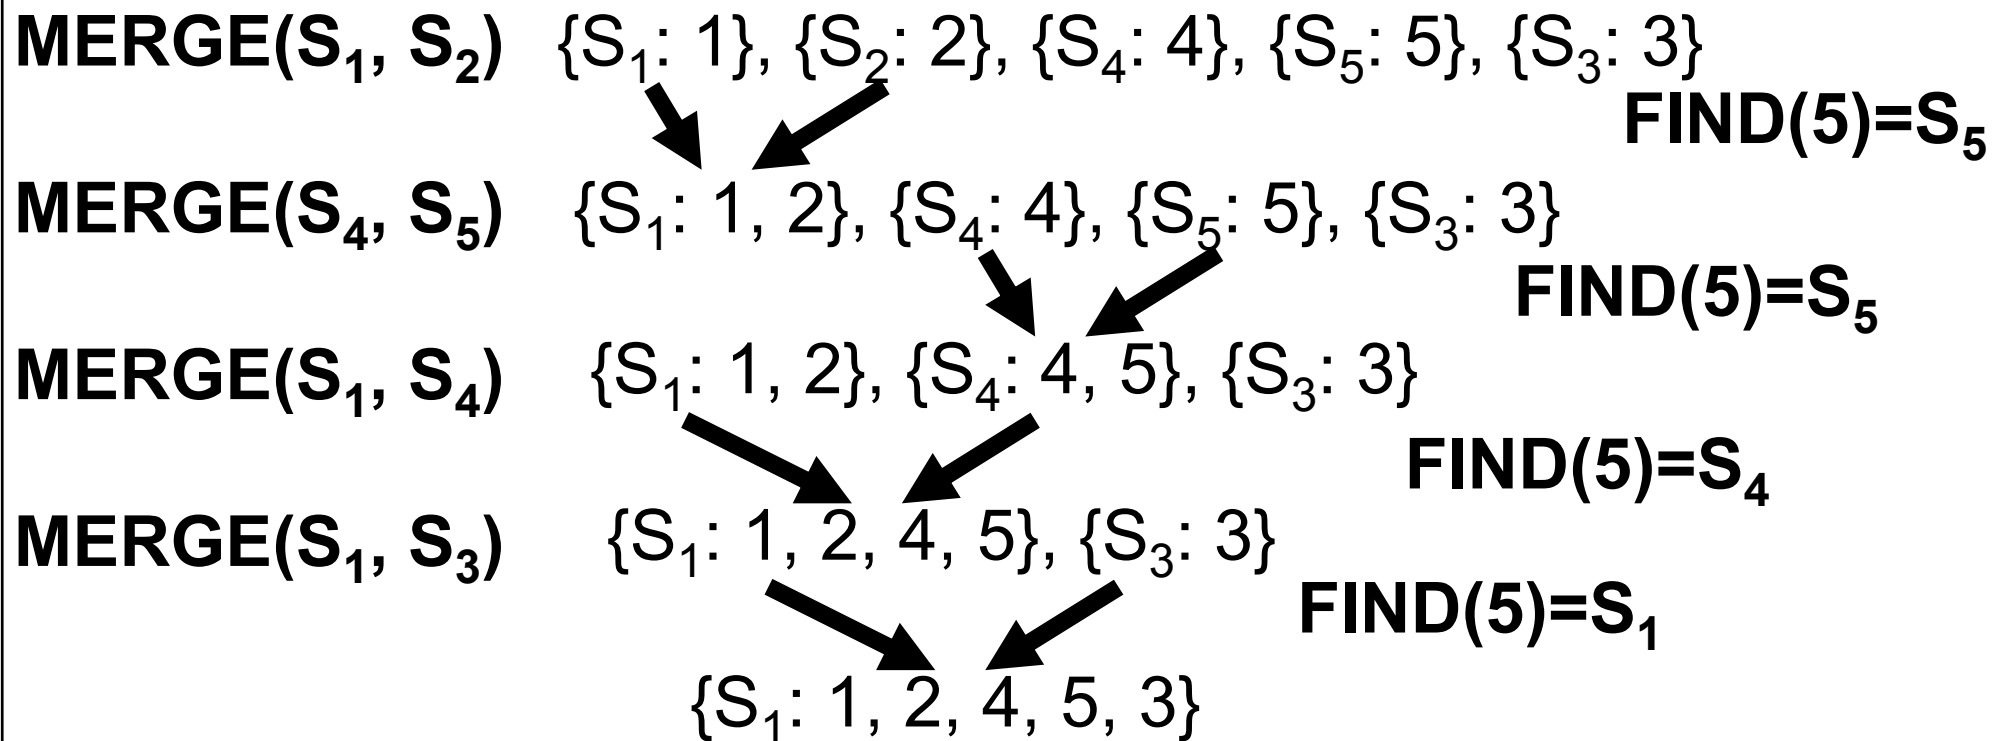 MERGE(S₁, S₂) {S₁: 1}, {S₂: 2}, {S₄: 4}, {S₅: 5}, {S₃: 3}
FIND(5)=S₅
MERGE(S₄, S₅) {S₁: 1, 2}, {S₄: 4}, {S₅: 5}, {S₃: 3}
FIND(5)=S₅
MERGE(S₁, S₄) {S₁: 1, 2}, {S₄: 4, 5}, {S₃: 3}
FIND(5)=S₄
MERGE(S₁, S₃) {S₁: 1, 2, 4, 5}, {S₃: 3}
FIND(5)=S₁
{S₁: 1, 2, 4, 5, 3}